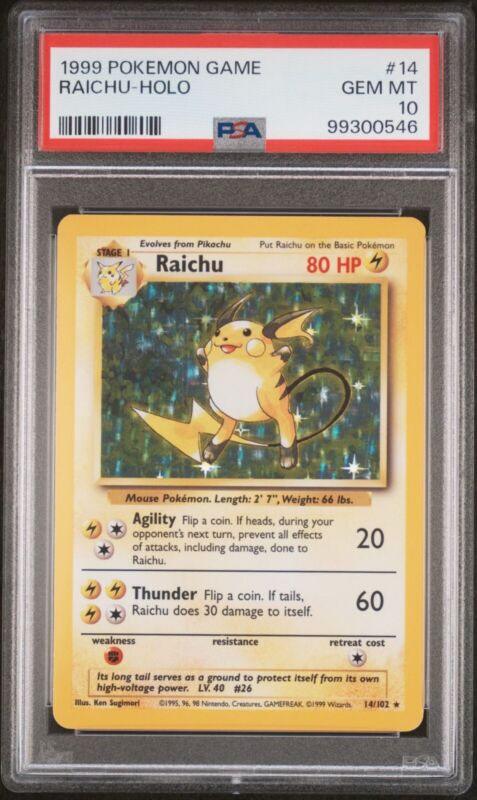 1999 POKEMON GAME #14
RAICHU-HOLO GEM MT
10
PSA 99300546
Evolves from Pikachu Put Raichu on the Basic Pokémon
STAGE 1 Raichu 80 HP
Mouse Pokémon. Length: 2' 7", Weight: 66 lbs.
Agility Flip a coin. If heads, during your
opponent's next turn, prevent all effects
of attacks, including damage, done to
Raichu.
20
Thunder Flip a coin. If tails,
Raichu does 30 damage to itself.
60
weakness resistance retreat cost
Its long tail serves as a ground to protect itself from its own
high-voltage power. LV. 40 #26
Illus. Ken Sugimori ©1995, 96, 98 Nintendo, Creatures, GAMEFREAK. ©1999 Wizards. 14/102 ★
PSA